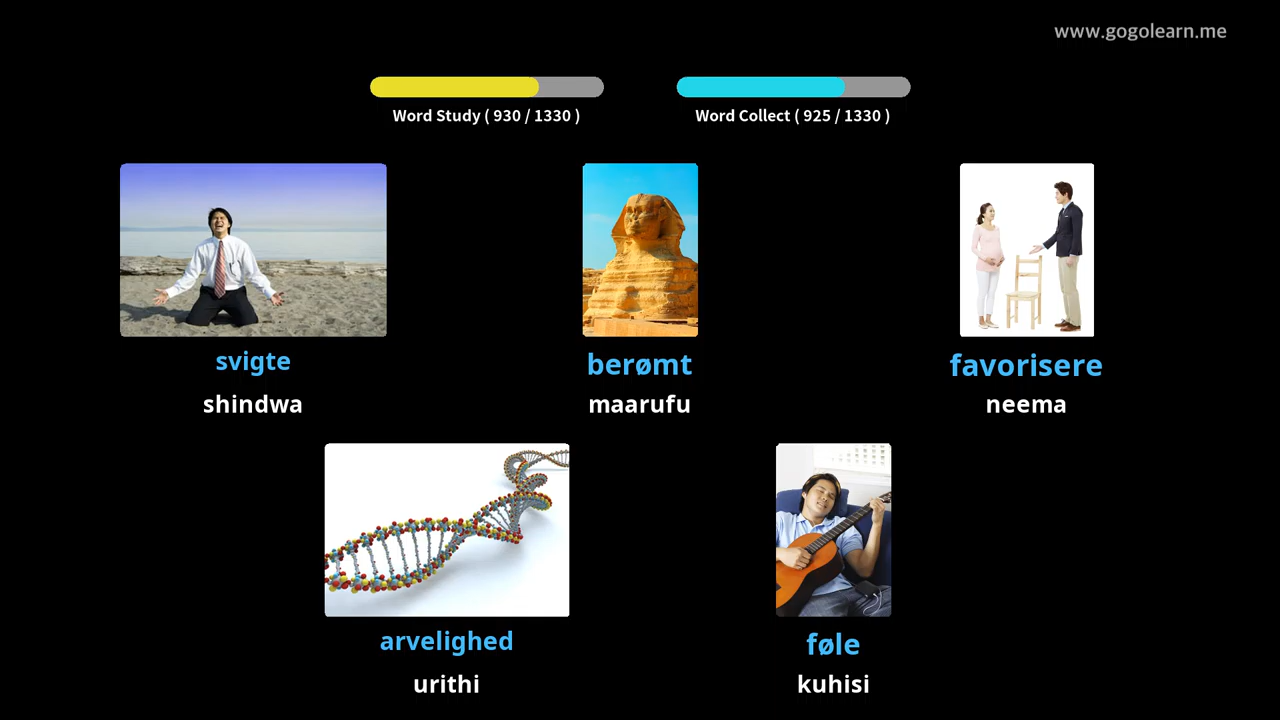 www.gogolearn.me
Word Study ( 930 / 1330 )
Word Collect ( 925 / 1330 )
svigte
shindwa
berømt
maarufu
favorisere
neema
arvelighed
urithi
føle
kuhisi